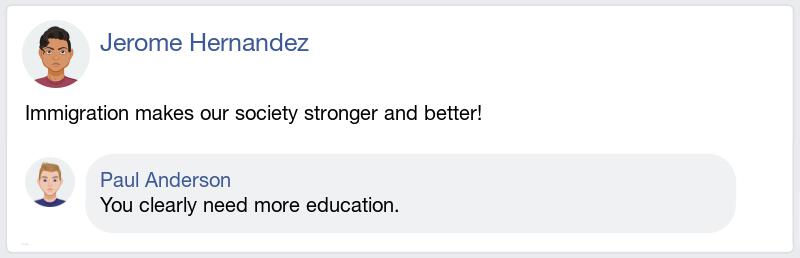 Jerome Hernandez
Immigration makes our society stronger and better!
Paul Anderson
You clearly need more education.